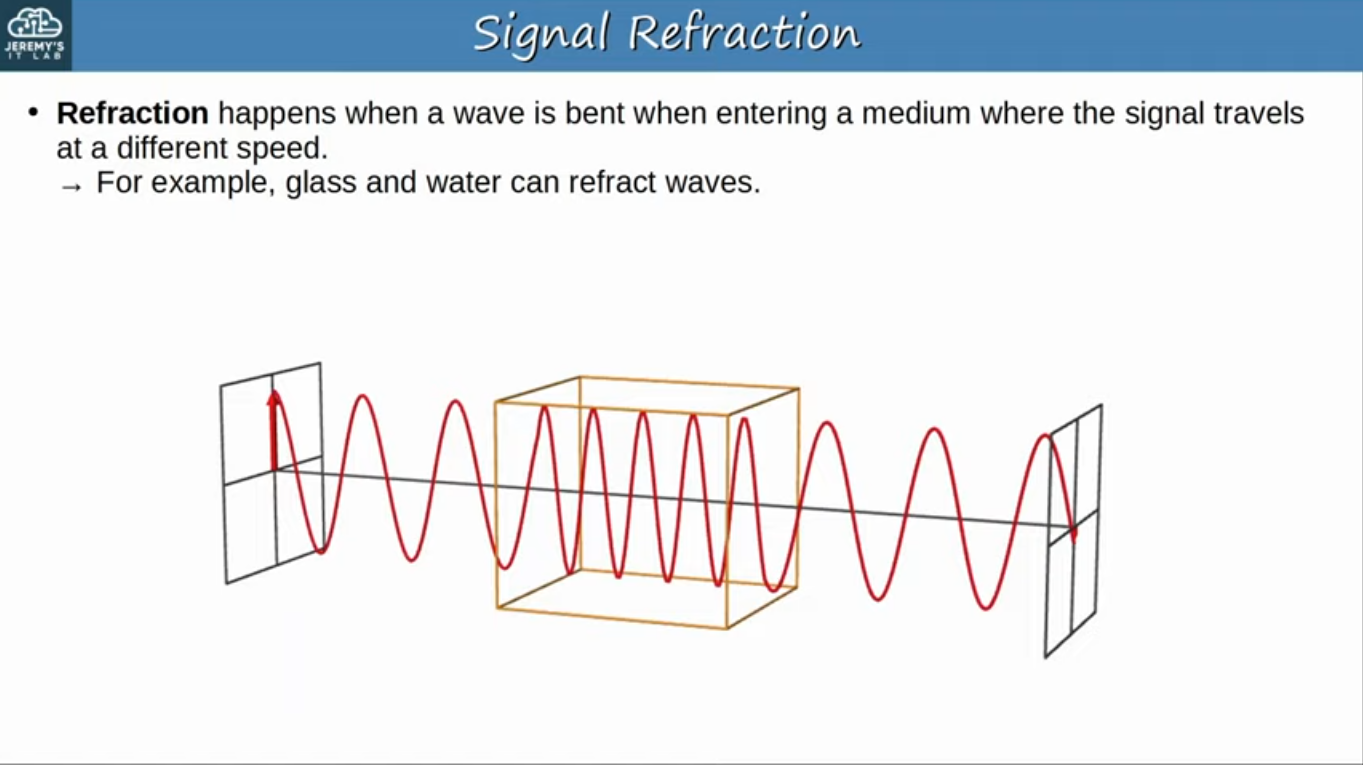 JEREMY'S
IT LAB
Signal Refraction
• Refraction happens when a wave is bent when entering a medium where the signal travels
at a different speed.
→ For example, glass and water can refract waves.